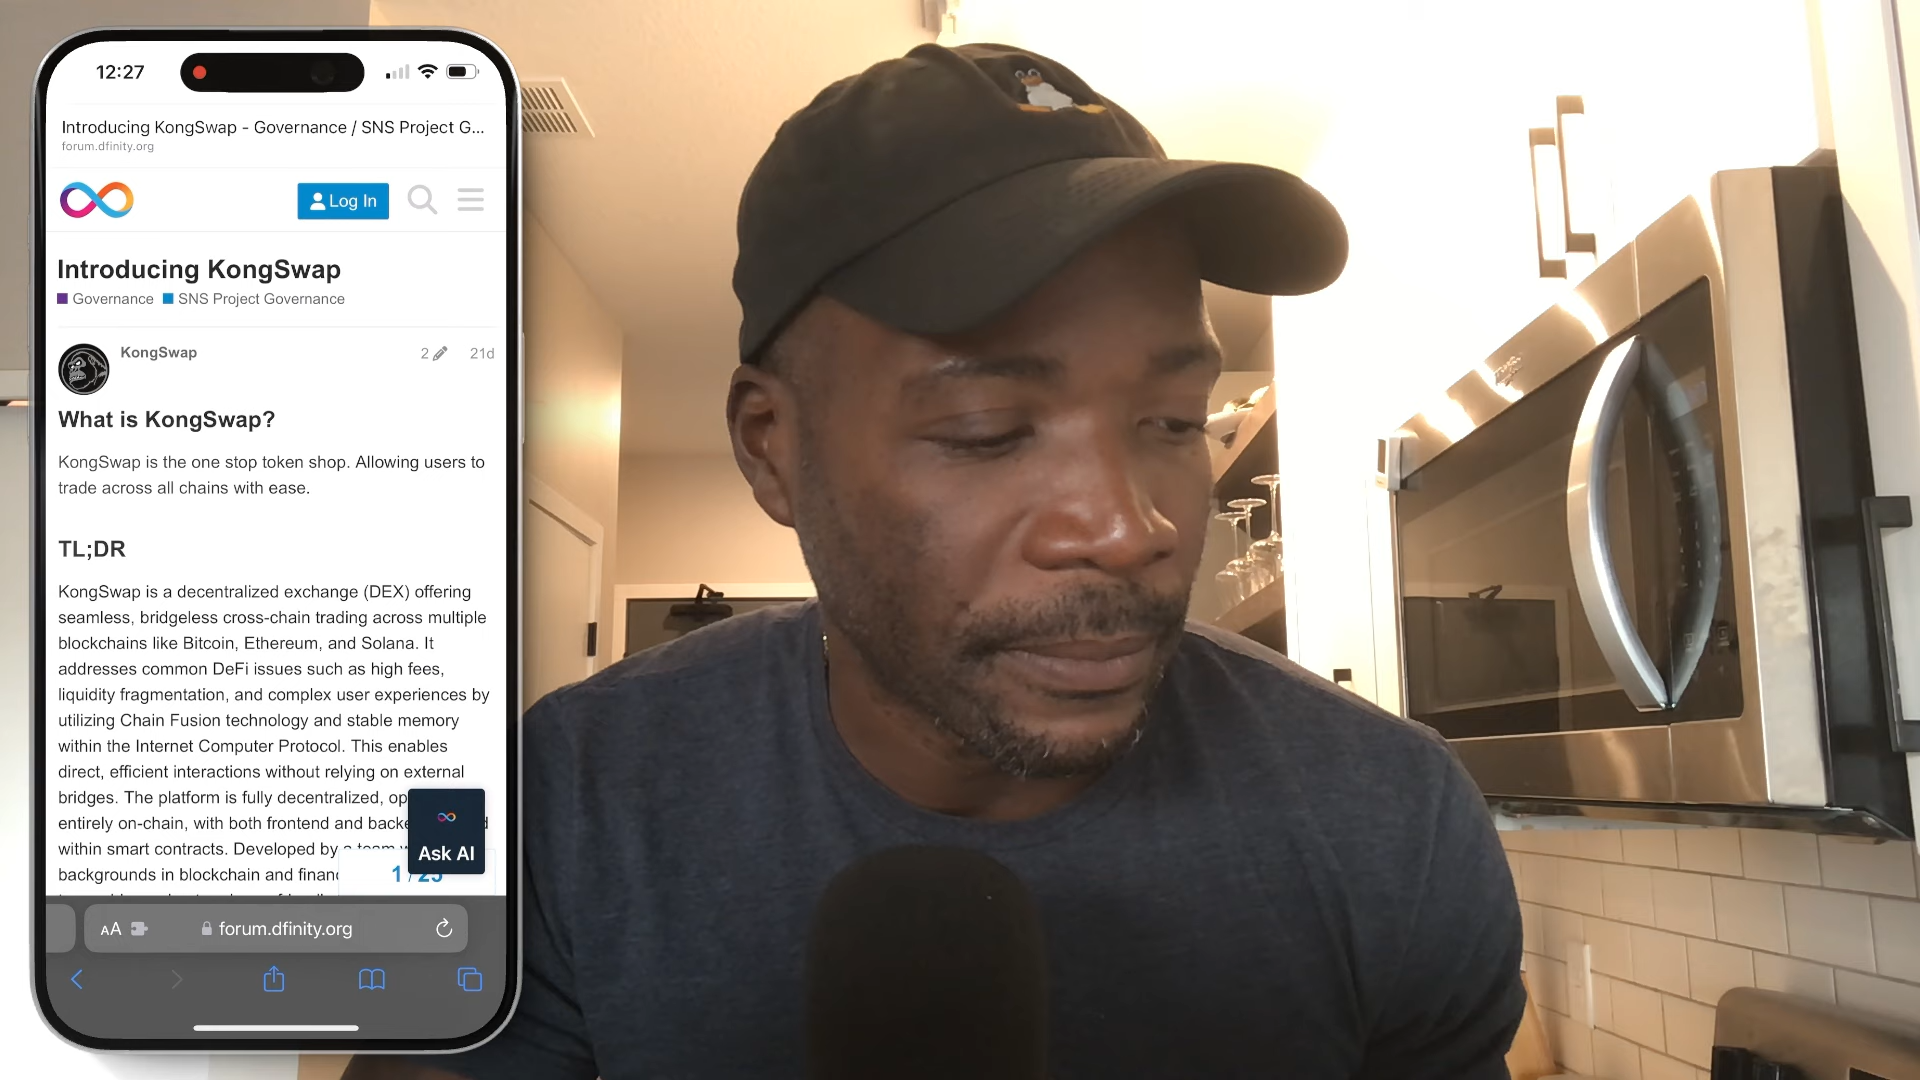 12:27
Introducing KongSwap - Governance / SNS Project G...
forum.dfinity.org
Log In
Introducing KongSwap
Governance SNS Project Governance
KongSwap 2 21d
What is KongSwap?
KongSwap is the one stop token shop. Allowing users to
trade across all chains with ease.
TL;DR
KongSwap is a decentralized exchange (DEX) offering
seamless, bridgeless cross-chain trading across multiple
blockchains like Bitcoin, Ethereum, and Solana. It
addresses common DeFi issues such as high fees,
liquidity fragmentation, and complex user experiences by
utilizing Chain Fusion technology and stable memory
within the Internet Computer Protocol. This enables
direct, efficient interactions without relying on external
bridges. The platform is fully decentralized,
entirely on-chain, with both frontend and
within smart contracts. Developed by a team
backgrounds in blockchain and
1 / 25
Ask AI
AA forum.dfinity.org